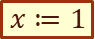 x ≔ 1